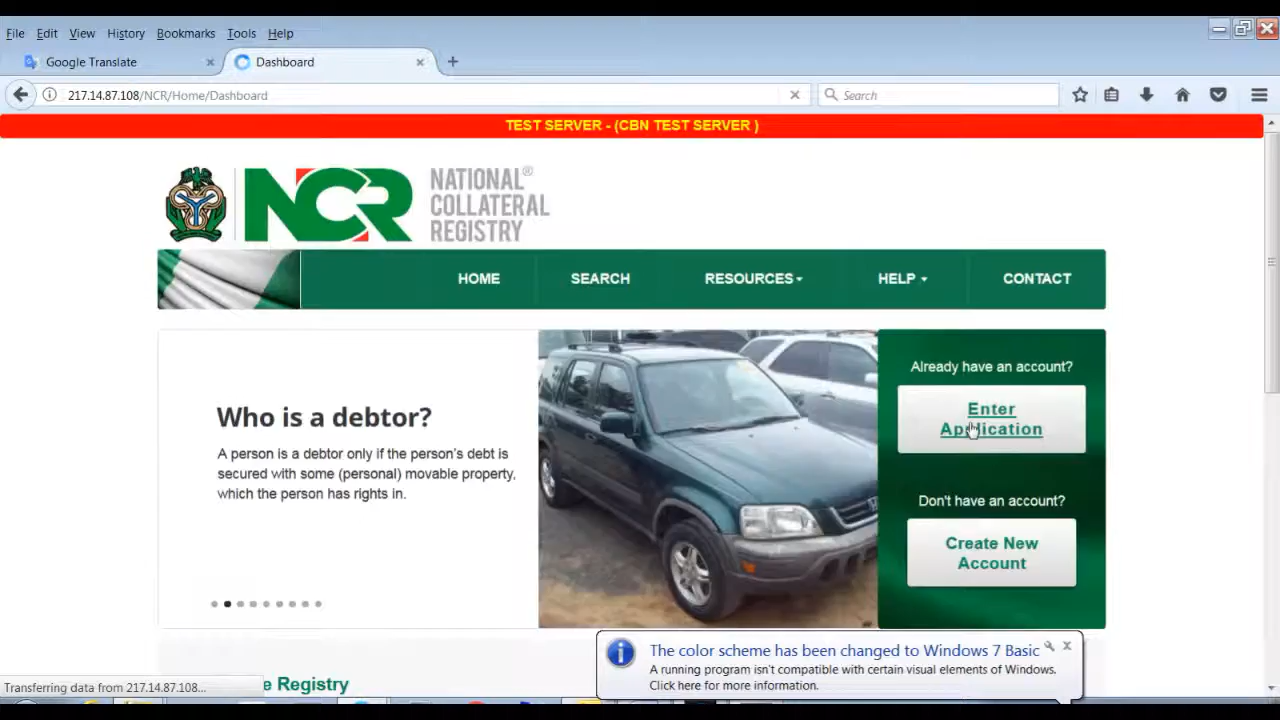 File Edit View History Bookmarks Tools Help
Google Translate
Dashboard
217.14.87.108/NCR/Home/Dashboard
Search
TEST SERVER - (CBN TEST SERVER )
NCR
NATIONAL®
COLLATERAL
REGISTRY
HOME SEARCH RESOURCES HELP CONTACT
Who is a debtor?
A person is a debtor only if the person's debt is
secured with some (personal) movable property,
which the person has rights in.
Already have an account?
Enter
Application
Don't have an account?
Create New
Account
The color scheme has been changed to Windows 7 Basic
A running program isn't compatible with certain visual elements of Windows.
Click here for more information.
Transferring data from 217.14.87.108...
Registry